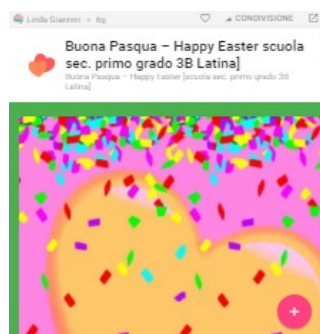 Linda Giannini • 6g
CONDIVISIONE
Buona Pasqua – Happy Easter scuola
sec. primo grado 3B Latina]
Buona Pasqua - Happy Easter [scuola sec. primo grado 3B
Latina]